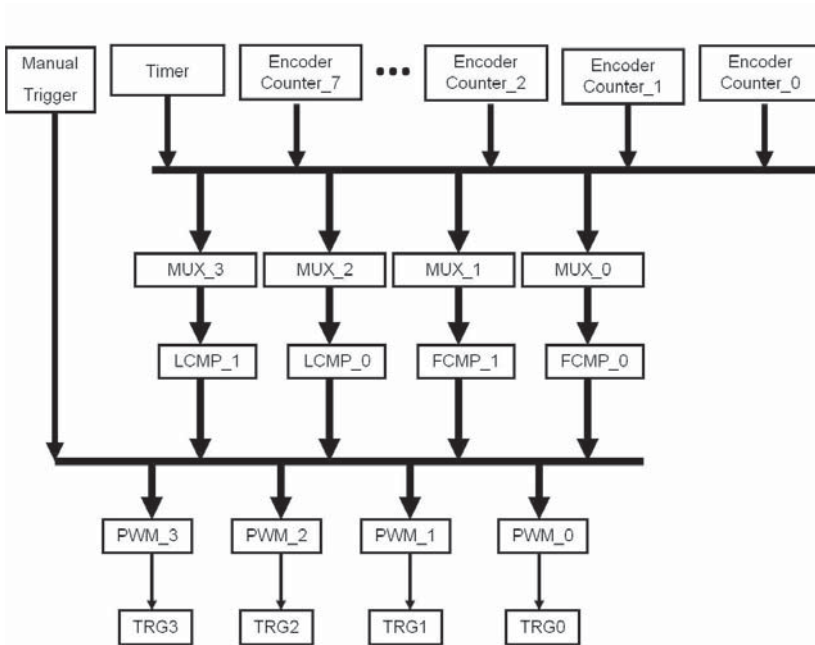 Manual
Trigger
Timer
Encoder
Counter_7
Encoder
Counter_2
Encoder
Counter_1
Encoder
Counter_0
MUX_3
MUX_2
MUX_1
MUX_0
LCMP_1
LCMP_0
FCMP_1
FCMP_0
PWM_3
PWM_2
PWM_1
PWM_0
TRG3
TRG2
TRG1
TRG0